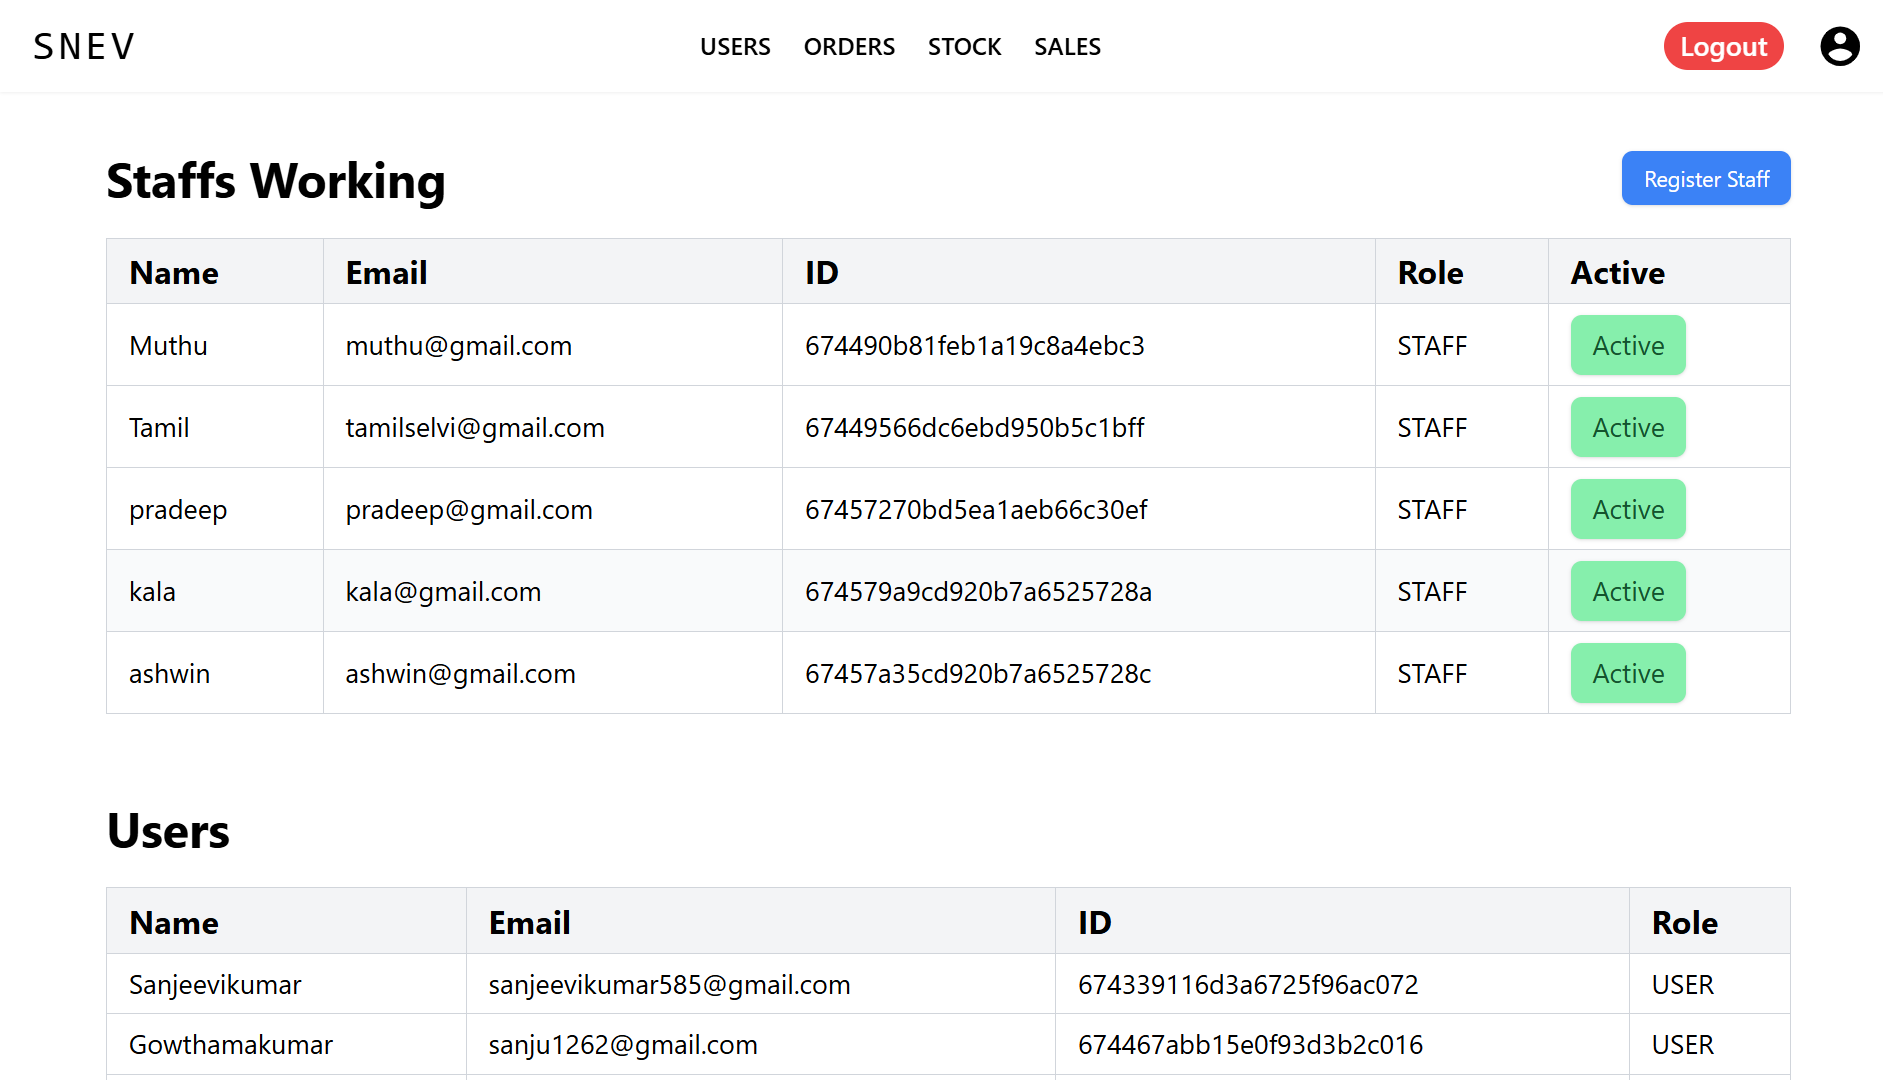 SNEV USERS ORDERS STOCK SALES Logout
Staffs Working Register Staff
Name Email ID Role Active
Muthu muthu@gmail.com 674490b81feb1a19c8a4ebc3 STAFF Active
Tamil tamilselvi@gmail.com 67449566dc6ebd950b5c1bff STAFF Active
pradeep pradeep@gmail.com 67457270bd5ea1aeb66c30ef STAFF Active
kala kala@gmail.com 674579a9cd920b7a6525728a STAFF Active
ashwin ashwin@gmail.com 67457a35cd920b7a6525728c STAFF Active
Users
Name Email ID Role
Sanjeevikumar sanjeevikumar585@gmail.com 674339116d3a6725f96ac072 USER
Gowthamakumar sanju1262@gmail.com 674467abb15e0f93d3b2c016 USER